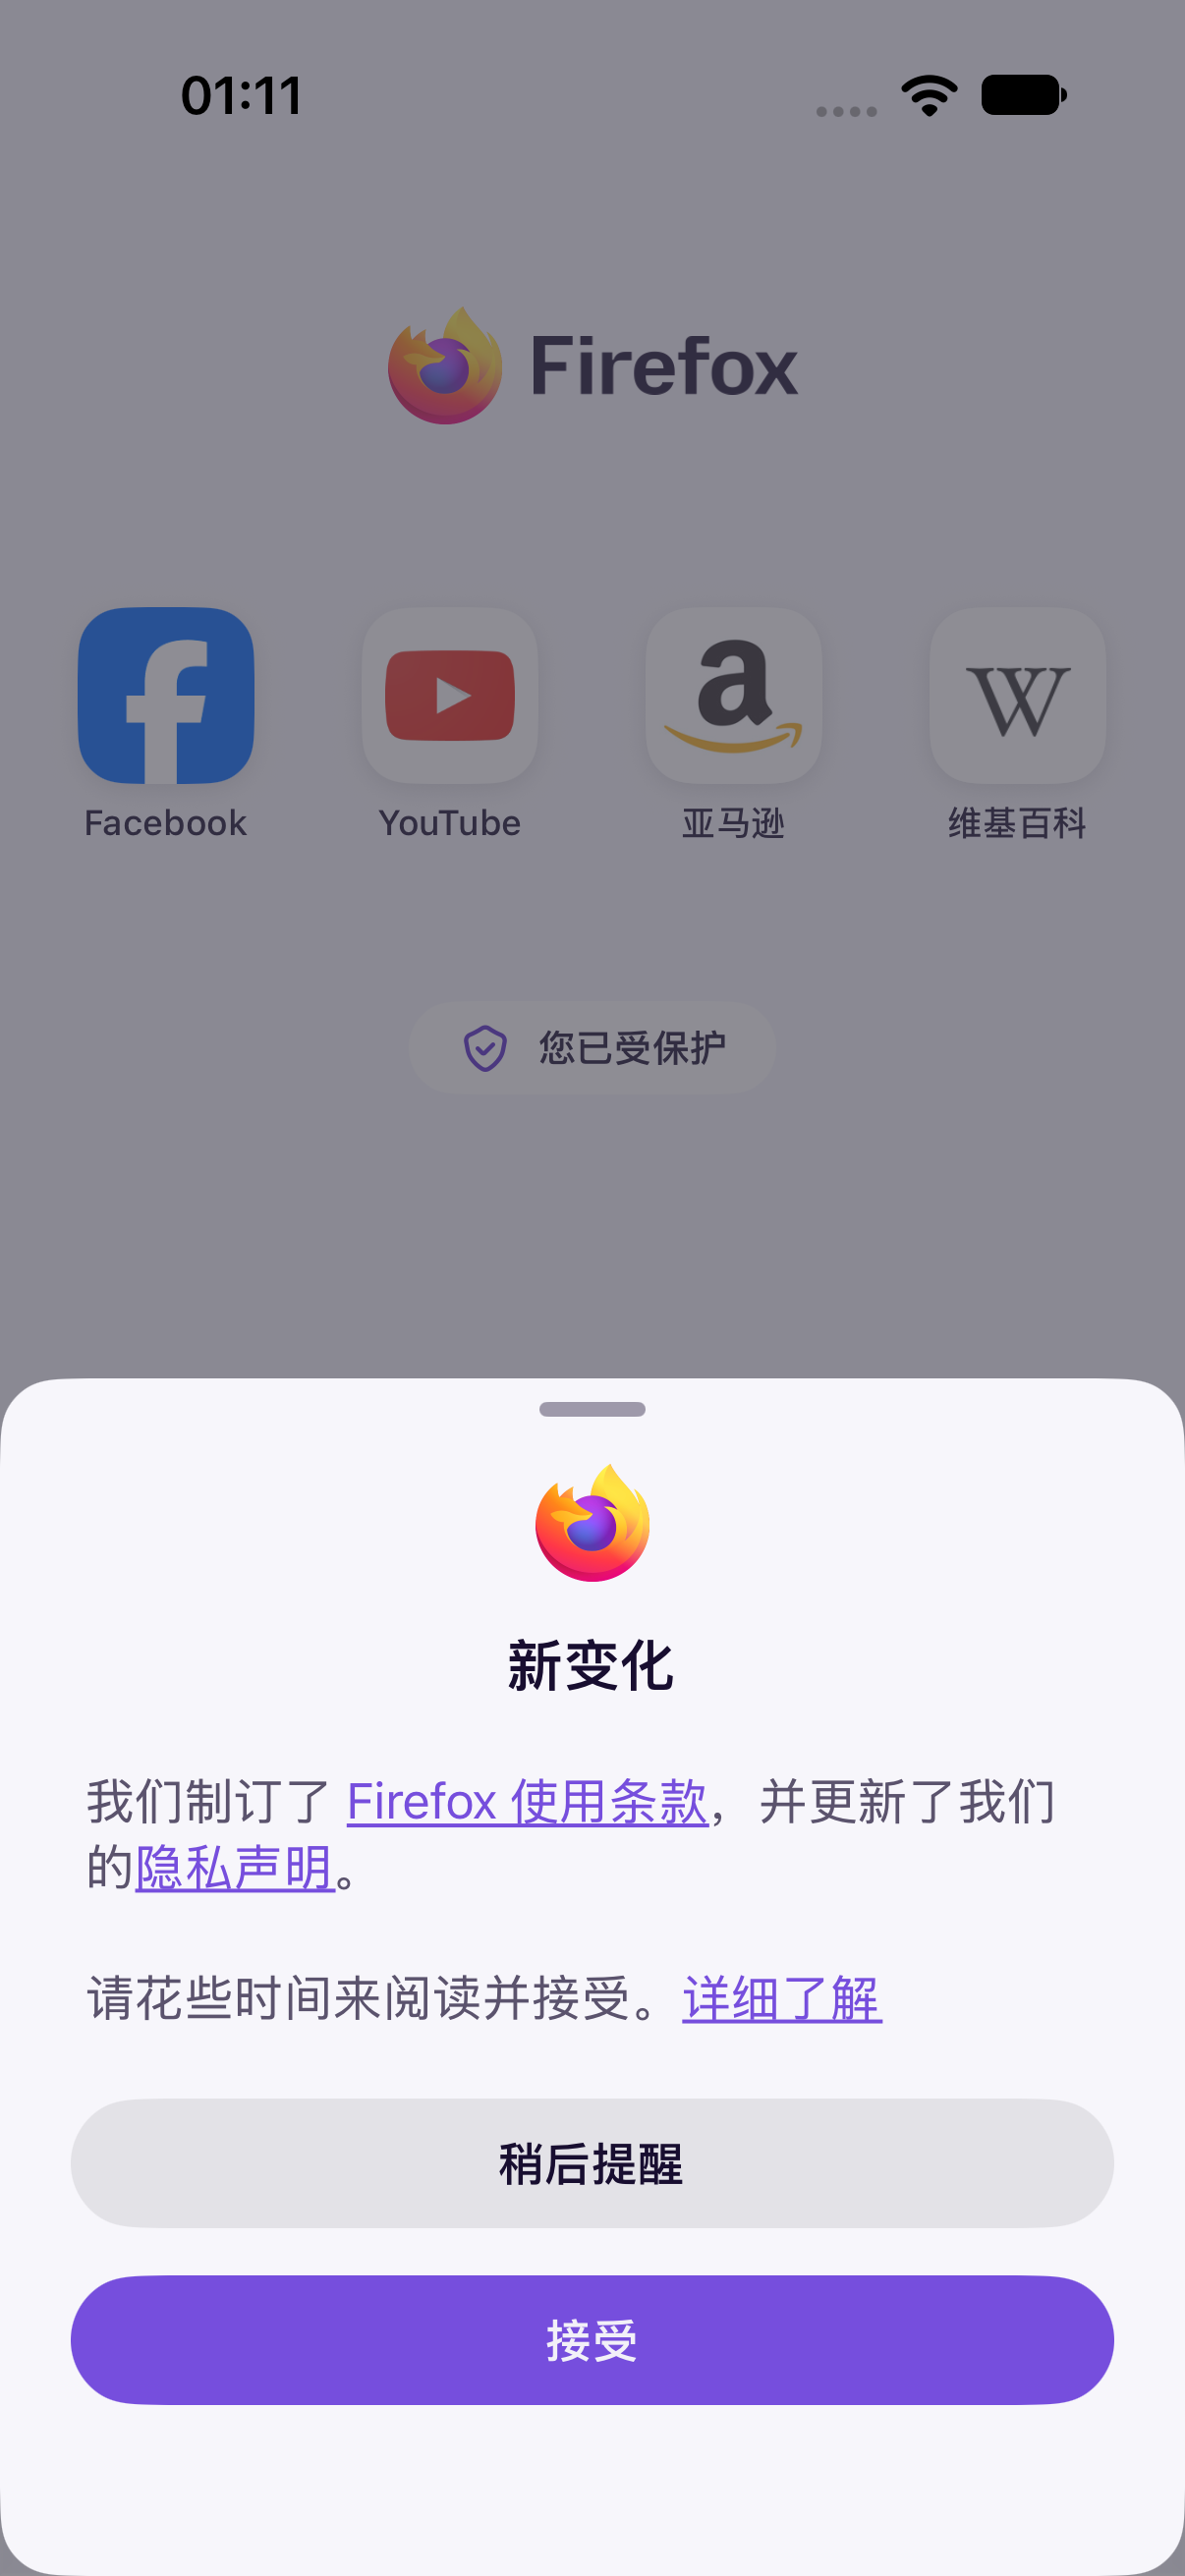 01:11
Firefox
Facebook
YouTube
亚马逊
维基百科
您已受保护
新变化
我们制订了 Firefox 使用条款，并更新了我们
的隐私声明。
请花些时间来阅读并接受。详细了解
稍后提醒
接受